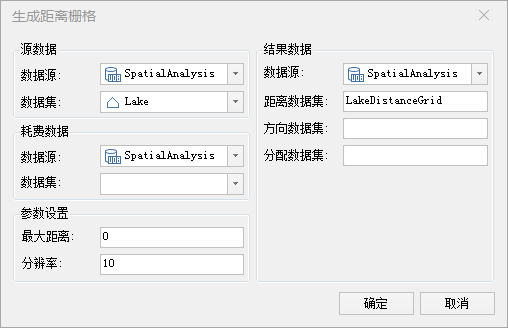 生成距离栅格
源数据
数据源: SpatialAnalysis
数据集: Lake
耗费数据
数据源: SpatialAnalysis
数据集:
参数设置
最大距离: 0
分辨率: 10
结果数据
数据源: SpatialAnalysis
距离数据集: LakeDistanceGrid
方向数据集:
分配数据集:
确定 取消